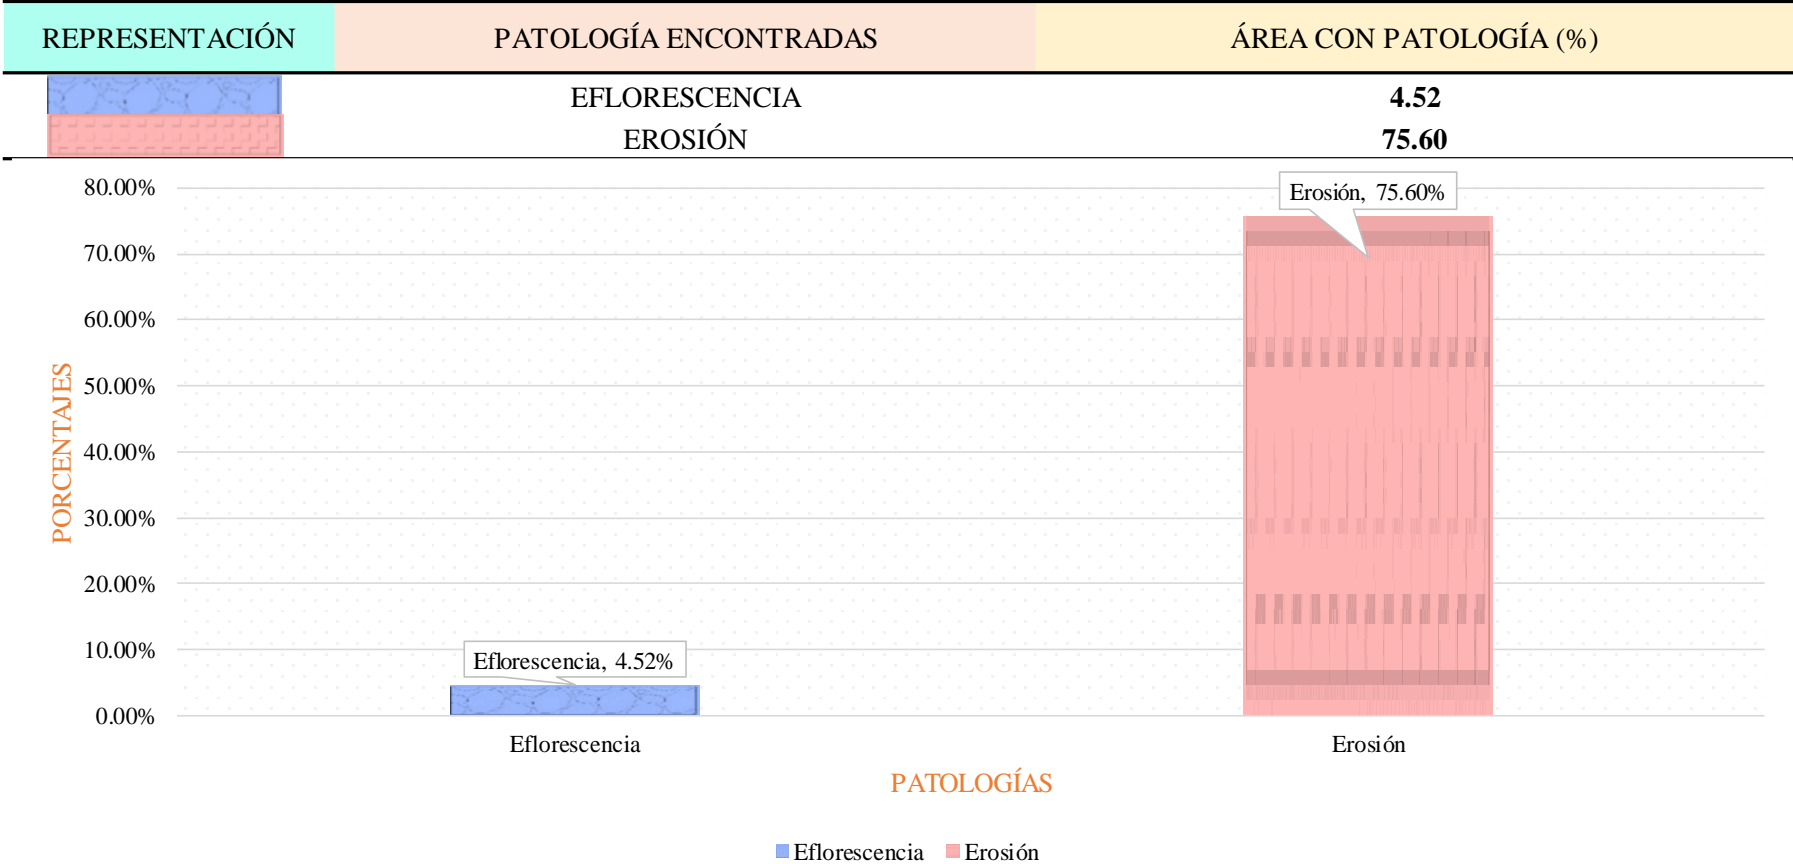 REPRESENTACIÓN PATOLOGÍA ENCONTRADAS ÁREA CON PATOLOGÍA (%)
EFLORESCENCIA 4.52
EROSIÓN 75.60
80.00%
Erosión, 75.60%
70.00%
60.00%
50.00%
40.00%
30.00%
20.00%
10.00%
0.00%
PORCENTAJES
Eflorescencia, 4.52%
Eflorescencia Erosión
PATOLOGÍAS
Eflorescencia Erosión